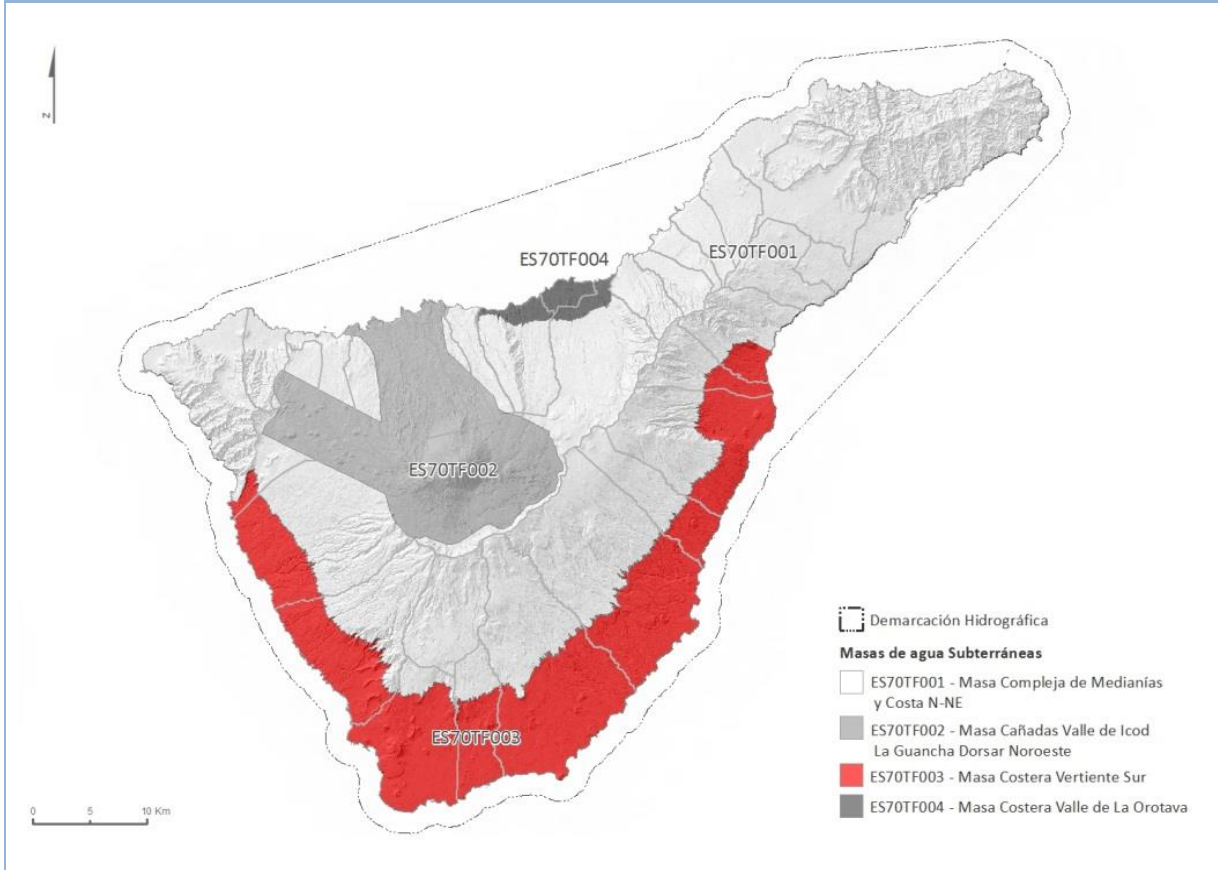 N
ES70TF001
ES70TF004
ES70TF002
ES70TF003
Demarcación Hidrográfica
Masas de agua Subterráneas
ES70TF001 - Masa Compleja de Medianías
y Costa N-NE
ES70TF002 - Masa Cañadas Valle de Icod
La Guancha Dorsar Noroeste
ES70TF003 - Masa Costera Vertiente Sur
ES70TF004 - Masa Costera Valle de La Orotava
0 5 10 Km